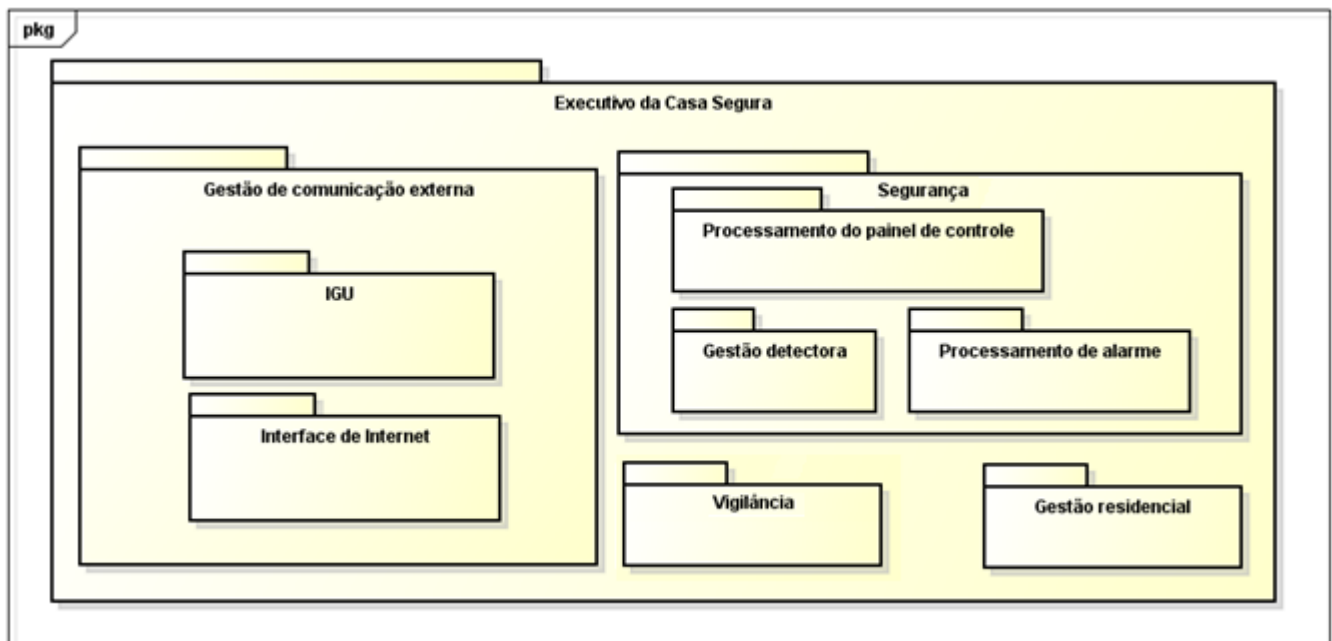 pkg
Executivo da Casa Segura
Gestão de comunicação externa
IGU
Interface de Internet
Segurança
Processamento do painel de controle
Gestão detectora
Processamento de alarme
Vigilância
Gestão residencial